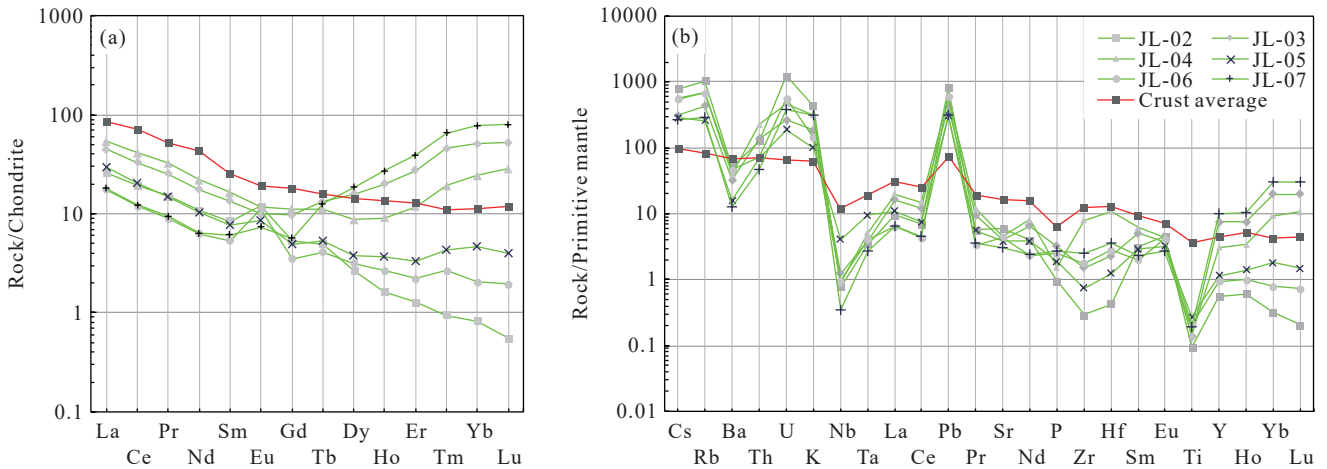 1000
(a)
100
10
1
0.1
Rock/Chondrite
La Pr Sm Gd Dy Er Yb
Ce Nd Eu Tb Ho Tm Lu
10000
(b)
1000
100
10
1
0.1
0.01
Rock/Primitive mantle
JL-02 JL-03
JL-04 JL-05
JL-06 JL-07
Crust average
Cs Ba U Nb La Pb Sr P Hf Eu Y Yb
Rb Th K Ta Ce Pr Nd Zr Sm Ti Ho Lu